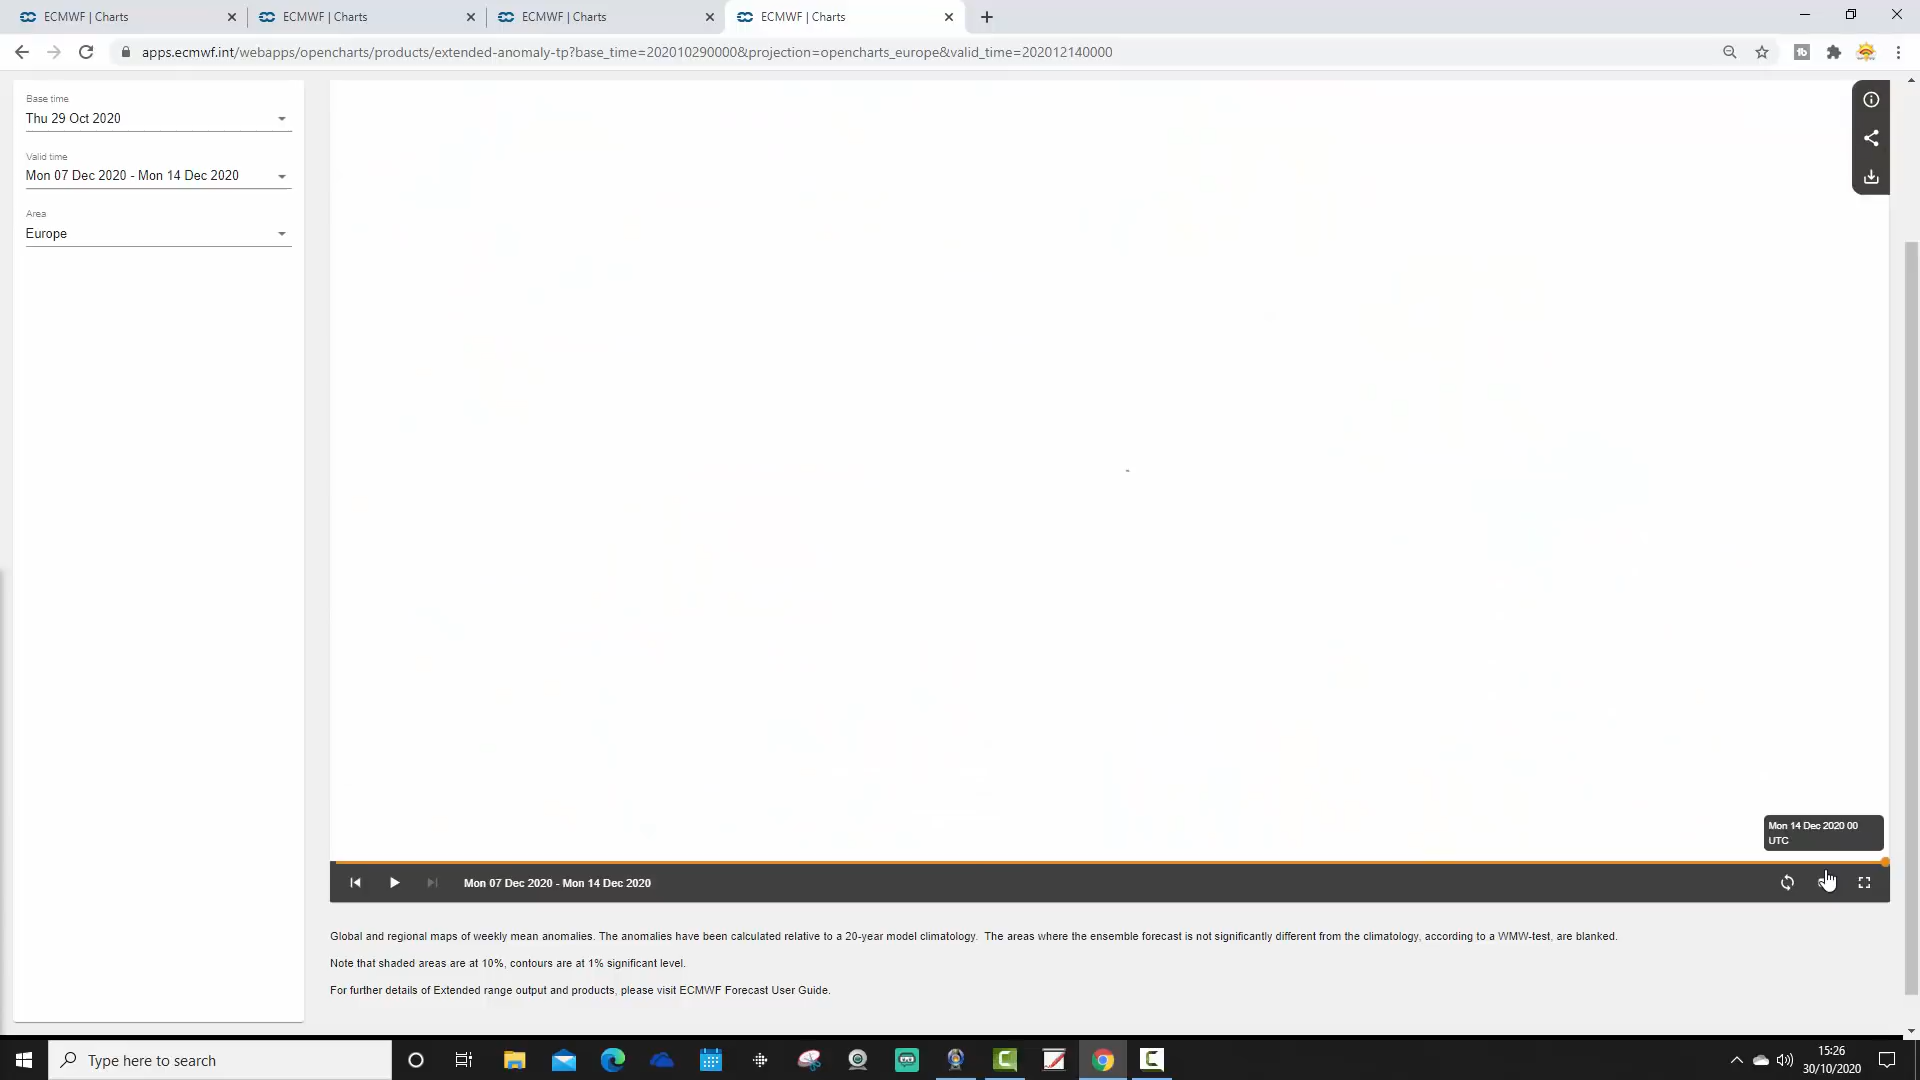 ECMWF | Charts
ECMWF | Charts
ECMWF | Charts
ECMWF | Charts
apps.ecmwf.int/webapps/opencharts/products/extended-anomaly-tp?base_time=202010290000&projection=opencharts_europe&valid_time=202012140000
Base time
Thu 29 Oct 2020
Valid time
Mon 07 Dec 2020 - Mon 14 Dec 2020
Area
Europe
Mon 14 Dec 2020 00
UTC
Mon 07 Dec 2020 - Mon 14 Dec 2020
Global and regional maps of weekly mean anomalies. The anomalies have been calculated relative to a 20-year model climatology. The areas where the ensemble forecast is not significantly different from the climatology, according to a WMW-test, are blanked.
Note that shaded areas are at 10%, contours are at 1% significant level.
For further details of Extended range output and products, please visit ECMWF Forecast User Guide.
Type here to search
15:26
30/10/2020